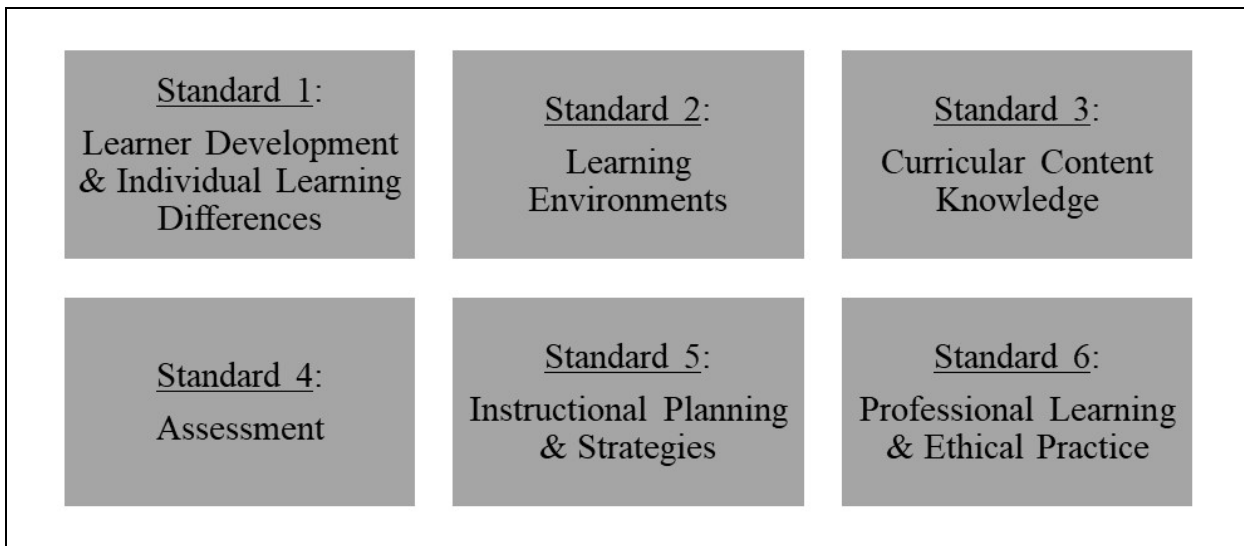 Standard 1:
Learner Development
& Individual Learning
Differences
Standard 2:
Learning
Environments
Standard 3:
Curricular Content
Knowledge
Standard 4:
Assessment
Standard 5:
Instructional Planning
& Strategies
Standard 6:
Professional Learning
& Ethical Practice